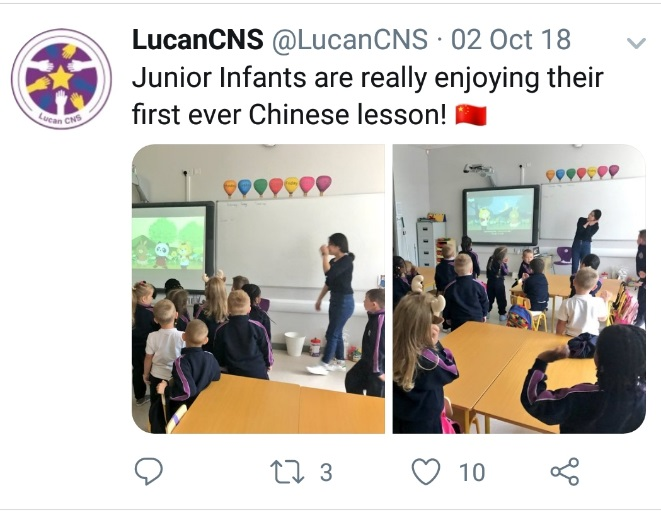 LucanCNS @LucanCNS · 02 Oct 18
Junior Infants are really enjoying their
first ever Chinese lesson! 🇨🇳
Lucan CNS
3
10